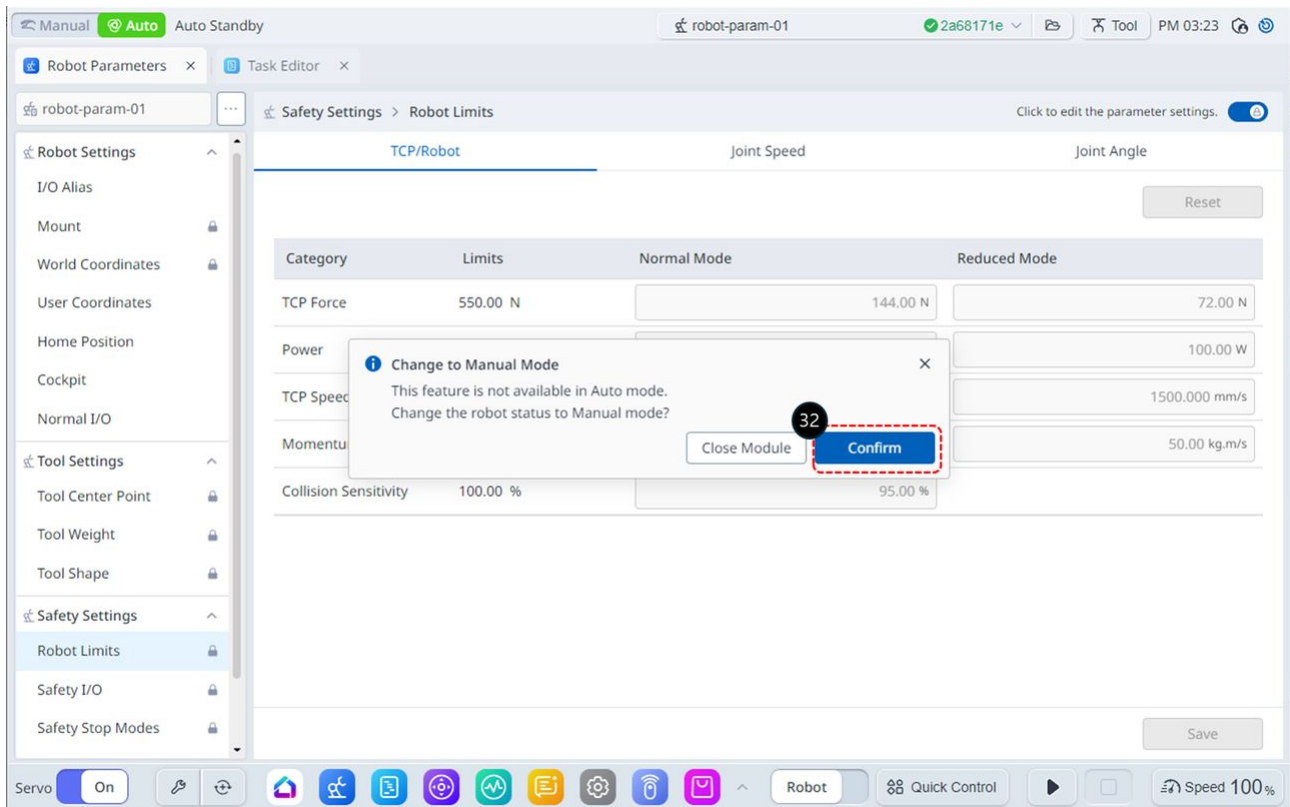 Manual Auto Auto Standby robot-param-01 2a68171e Tool PM 03:23
Robot Parameters × Task Editor ×
robot-param-01 ... Safety Settings > Robot Limits Click to edit the parameter settings.
Robot Settings
TCP/Robot Joint Speed Joint Angle
I/O Alias
Reset
Mount
World Coordinates
Category Limits Normal Mode Reduced Mode
User Coordinates
TCP Force 550.00 N 144.00 N 72.00 N
Home Position
Power 100.00 W
Change to Manual Mode
Cockpit
This feature is not available in Auto mode.
TCP Speed 1500.000 mm/s
Change the robot status to Manual mode?
32
Normal I/O
Momentu 50.00 kg.m/s
Close Module Confirm
Tool Settings
Collision Sensitivity 100.00 % 95.00 %
Tool Center Point
Tool Weight
Tool Shape
Safety Settings
Robot Limits
Safety I/O
Safety Stop Modes
Save
Servo On Robot Quick Control Speed 100%